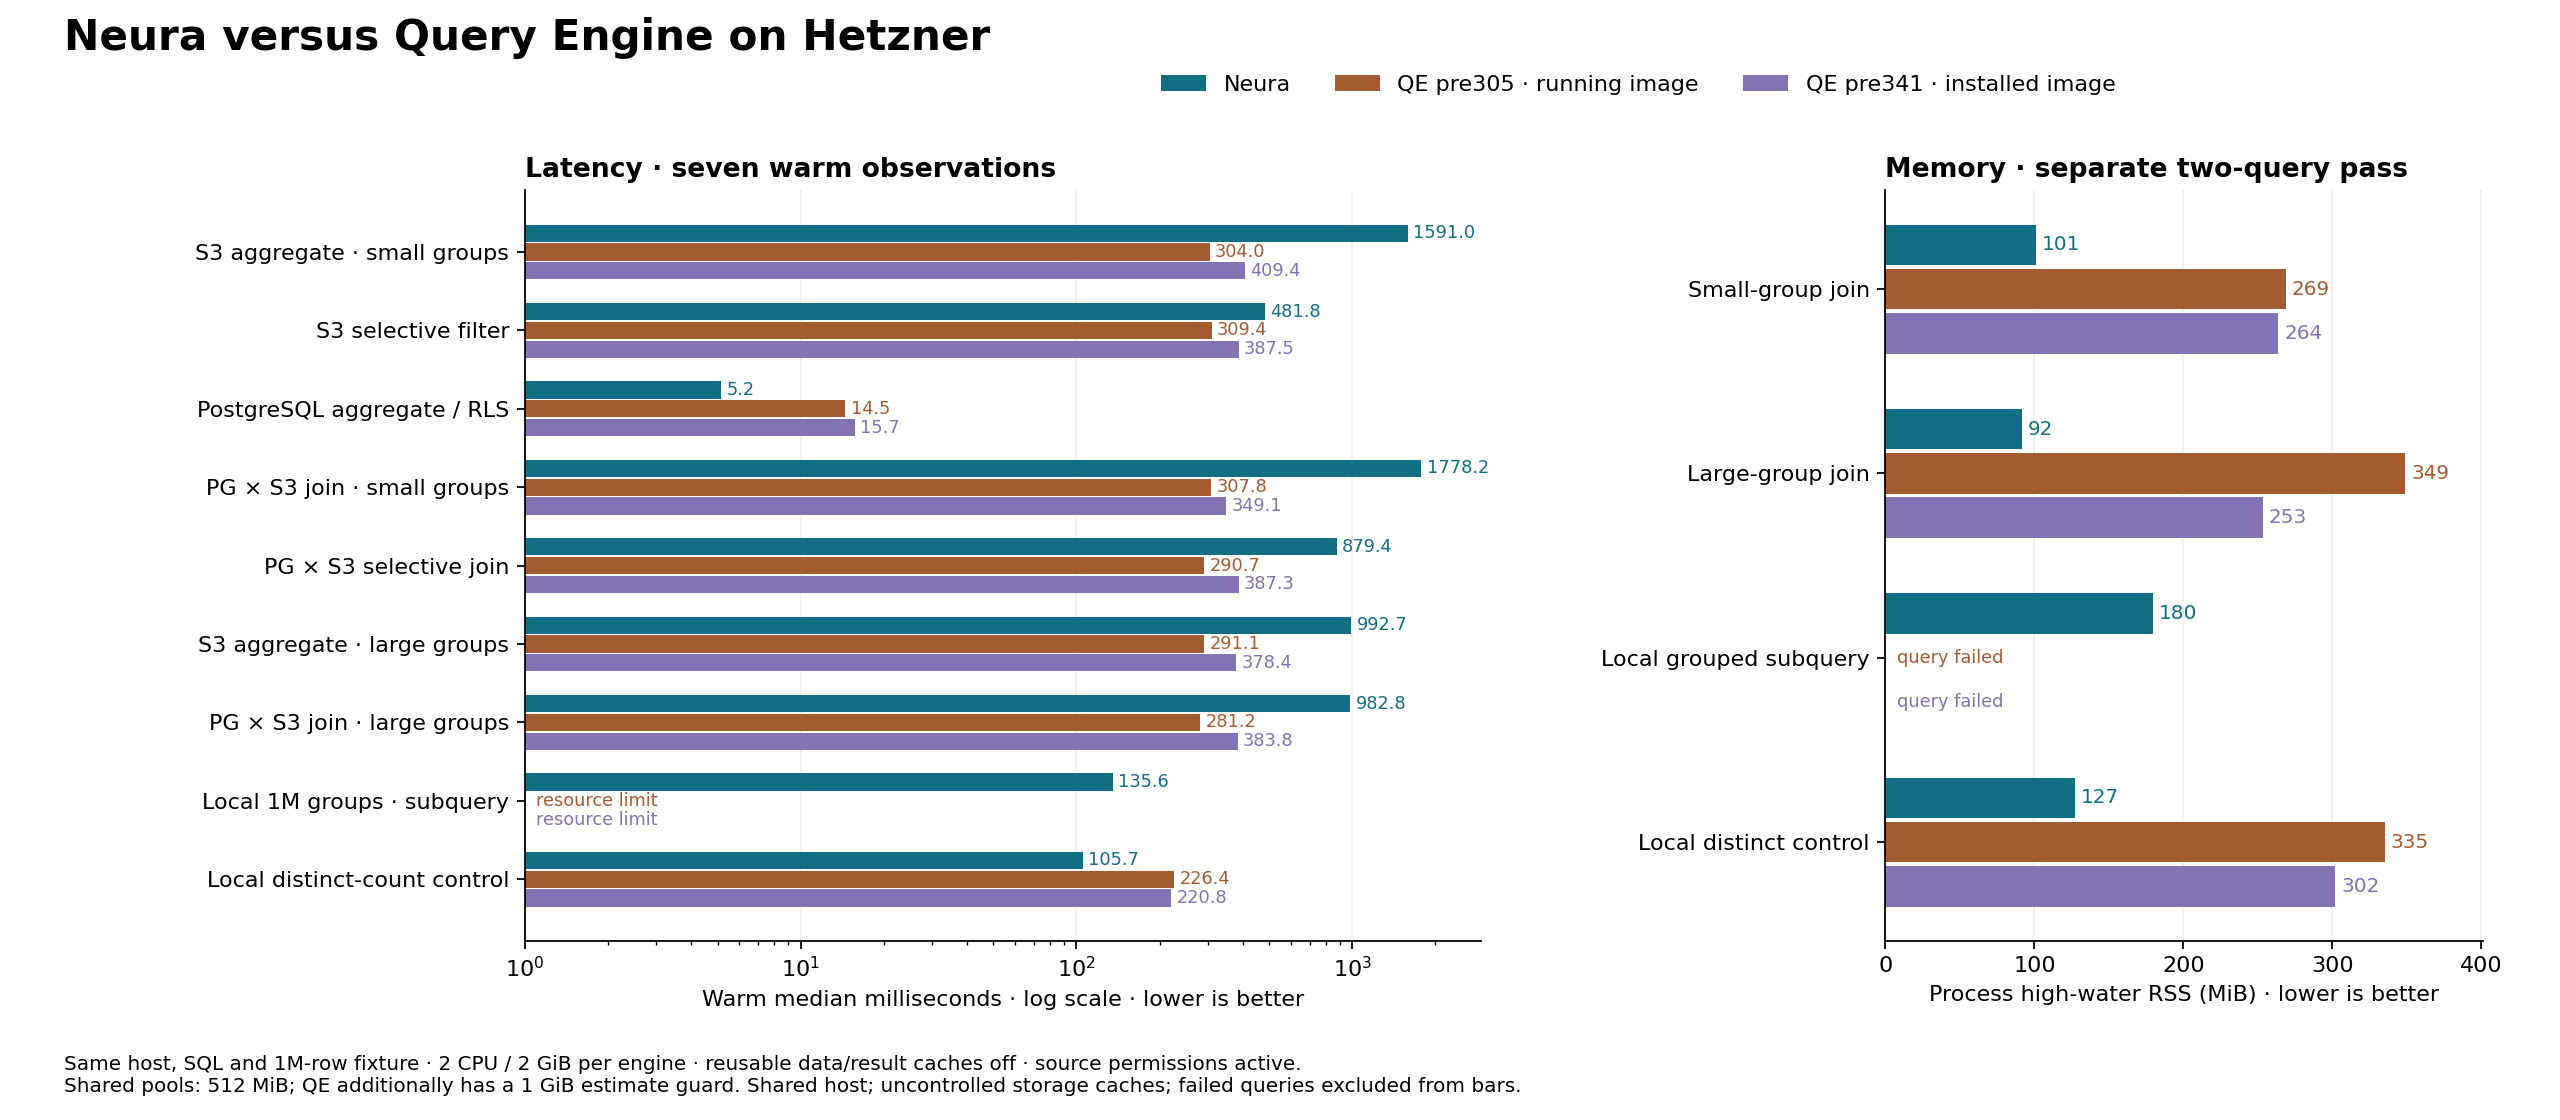 Neura versus Query Engine on Hetzner
Neura
QE pre305 · running image
QE pre341 · installed image
Latency · seven warm observations
S3 aggregate · small groups
1591.0
304.0
409.4
S3 selective filter
481.8
309.4
387.5
PostgreSQL aggregate / RLS
5.2
14.5
15.7
PG × S3 join · small groups
1778.2
307.8
349.1
PG × S3 selective join
879.4
290.7
387.3
S3 aggregate · large groups
992.7
291.1
378.4
PG × S3 join · large groups
982.8
281.2
383.8
Local 1M groups · subquery
135.6
resource limit
resource limit
Local distinct-count control
105.7
226.4
220.8
10⁰ 10¹ 10² 10³
Warm median milliseconds · log scale · lower is better
Memory · separate two-query pass
Small-group join
101
269
264
Large-group join
92
349
253
Local grouped subquery
180
query failed
query failed
Local distinct control
127
335
302
0 100 200 300 400
Process high-water RSS (MiB) · lower is better
Same host, SQL and 1M-row fixture · 2 CPU / 2 GiB per engine · reusable data/result caches off · source permissions active.
Shared pools: 512 MiB; QE additionally has a 1 GiB estimate guard. Shared host; uncontrolled storage caches; failed queries excluded from bars.